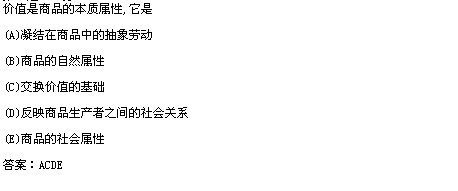 价值是商品的本质属性,它是
(A)凝结在商品中的抽象劳动
(B)商品的自然属性
(C)交换价值的基础
(D)反映商品生产者之间的社会关系
(E)商品的社会属性
答案：ACDE